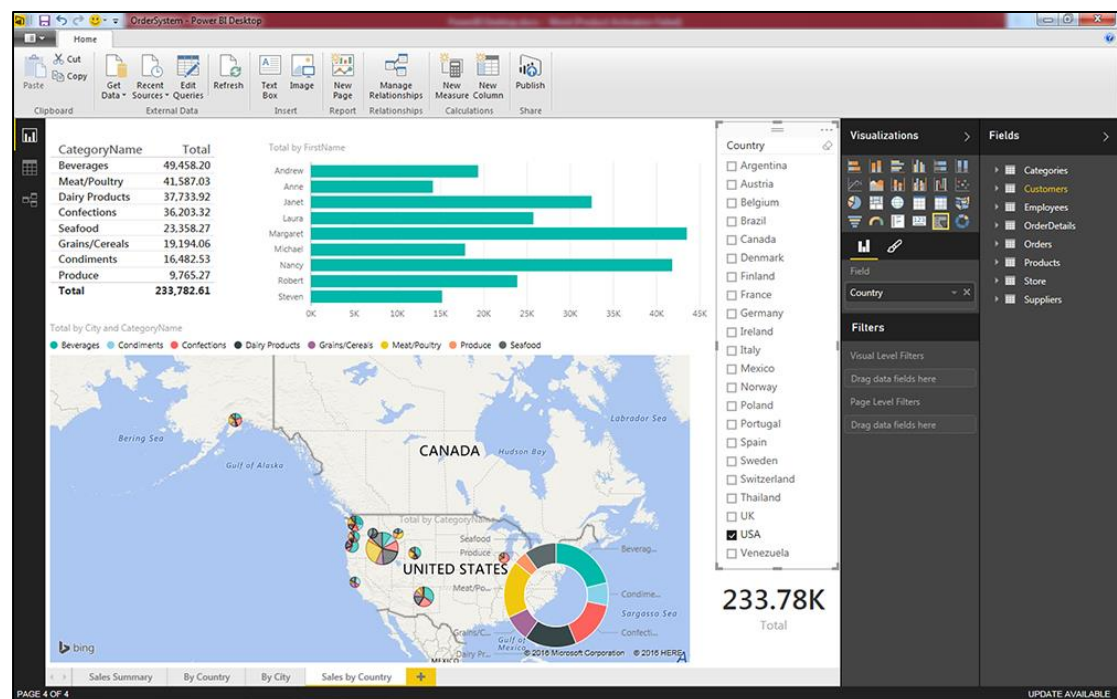 OrderSystem - Power BI Desktop
Home
Paste
Cut
Copy
Get Data
Recent Sources
Edit Queries
Refresh
Text Box
Image
New Page
Manage Relationships
New Measure
New Column
Publish
Clipboard
External Data
Insert
Report
Relationships
Calculations
Share
CategoryName Total
Beverages 49,458.20
Meat/Poultry 41,587.03
Dairy Products 37,733.92
Confections 36,203.32
Seafood 23,358.27
Grains/Cereals 19,194.06
Condiments 16,482.53
Produce 9,765.27
Total 233,782.61
Total by FirstName
Andrew
Anne
Janet
Laura
Margaret
Michael
Nancy
Robert
Steven
0K 5K 10K 15K 20K 25K 30K 35K 40K 45K
Total by City and CategoryName
Beverages Condiments Confections Dairy Products Grains/Cereals Meat/Poultry Produce Seafood
Bering Sea
Gulf of Alaska
CANADA
Hudson Bay
Labrador Sea
UNITED STATES
Sargasso Sea
Gulf of Mexico
MEXICO
Total by CategoryName
Seafood
Produce
Meat/Po...
Grains/C...
Dairy Pr...
Beverag...
Condime...
Confecti...
bing
© 2016 Microsoft Corporation © 2016 HERE
Country
Argentina
Austria
Belgium
Brazil
Canada
Denmark
Finland
France
Germany
Ireland
Italy
Mexico
Norway
Poland
Portugal
Spain
Sweden
Switzerland
Thailand
UK
USA
Venezuela
233.78K
Total
Visualizations
Field
Country
Filters
Visual Level Filters
Drag data fields here
Page Level Filters
Drag data fields here
Fields
Categories
Customers
Employees
OrderDetails
Orders
Products
Store
Suppliers
Sales Summary
By Country
By City
Sales by Country
PAGE 4 OF 4
UPDATE AVAILABLE